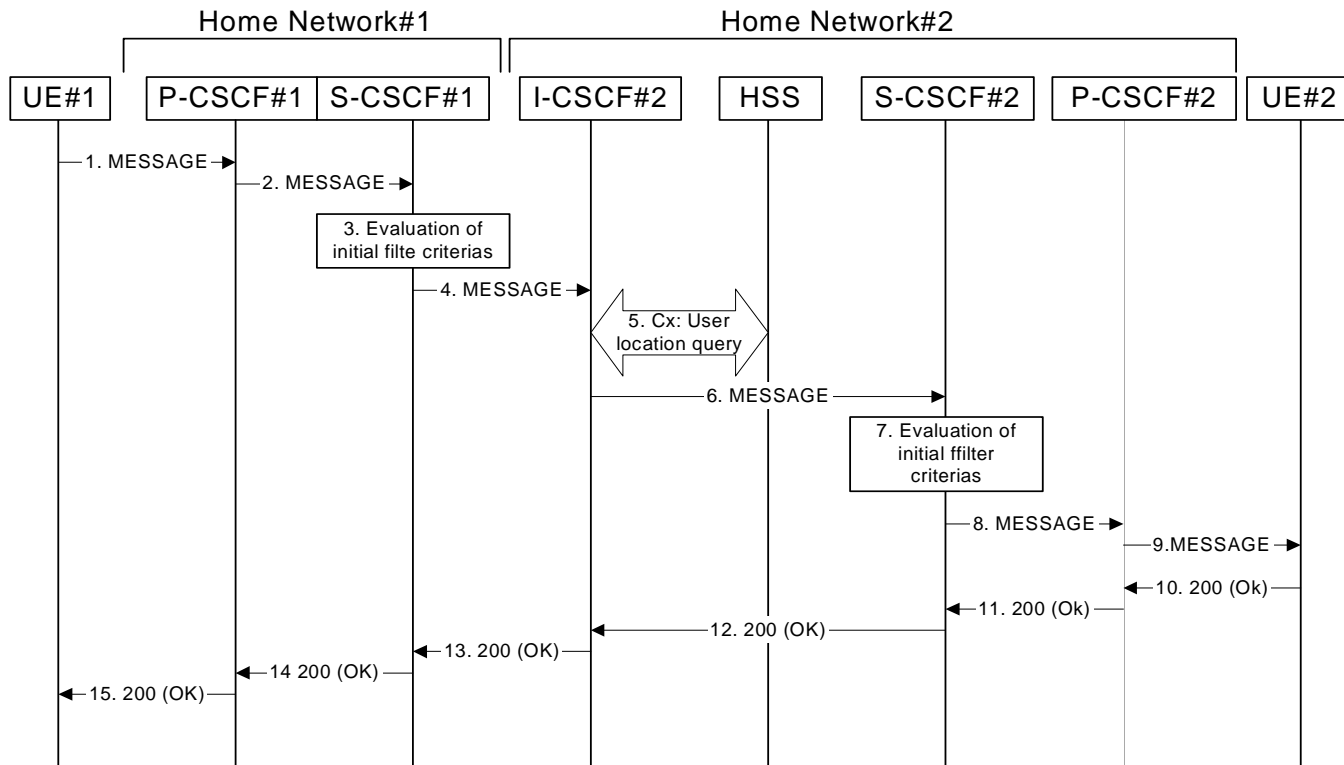 Home Network#1
Home Network#2
UE#1
P-CSCF#1
S-CSCF#1
I-CSCF#2
HSS
S-CSCF#2
P-CSCF#2
UE#2
1. MESSAGE
2. MESSAGE
3. Evaluation of
initial filte criterias
4. MESSAGE
5. Cx: User
location query
6. MESSAGE
7. Evaluation of
initial ffilter
criterias
8. MESSAGE
9.MESSAGE
10. 200 (Ok)
11. 200 (Ok)
12. 200 (OK)
13. 200 (OK)
14 200 (OK)
15. 200 (OK)